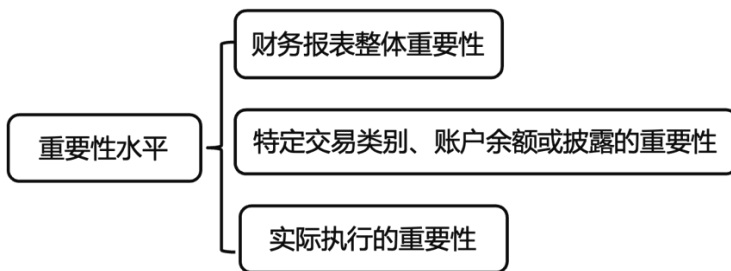 财务报表整体重要性
重要性水平
特定交易类别、账户余额或披露的重要性
实际执行的重要性